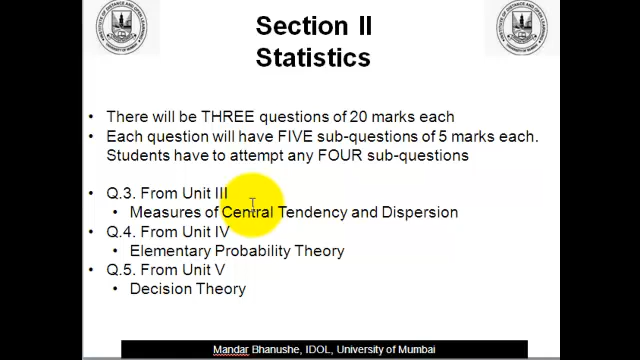 Section II
Statistics
• There will be THREE questions of 20 marks each
• Each question will have FIVE sub-questions of 5 marks each.
Students have to attempt any FOUR sub-questions
• Q.3. From Unit III
• Measures of Central Tendency and Dispersion
• Q.4. From Unit IV
• Elementary Probability Theory
• Q.5. From Unit V
• Decision Theory
Mandar Bhanushe, IDOL, University of Mumbai